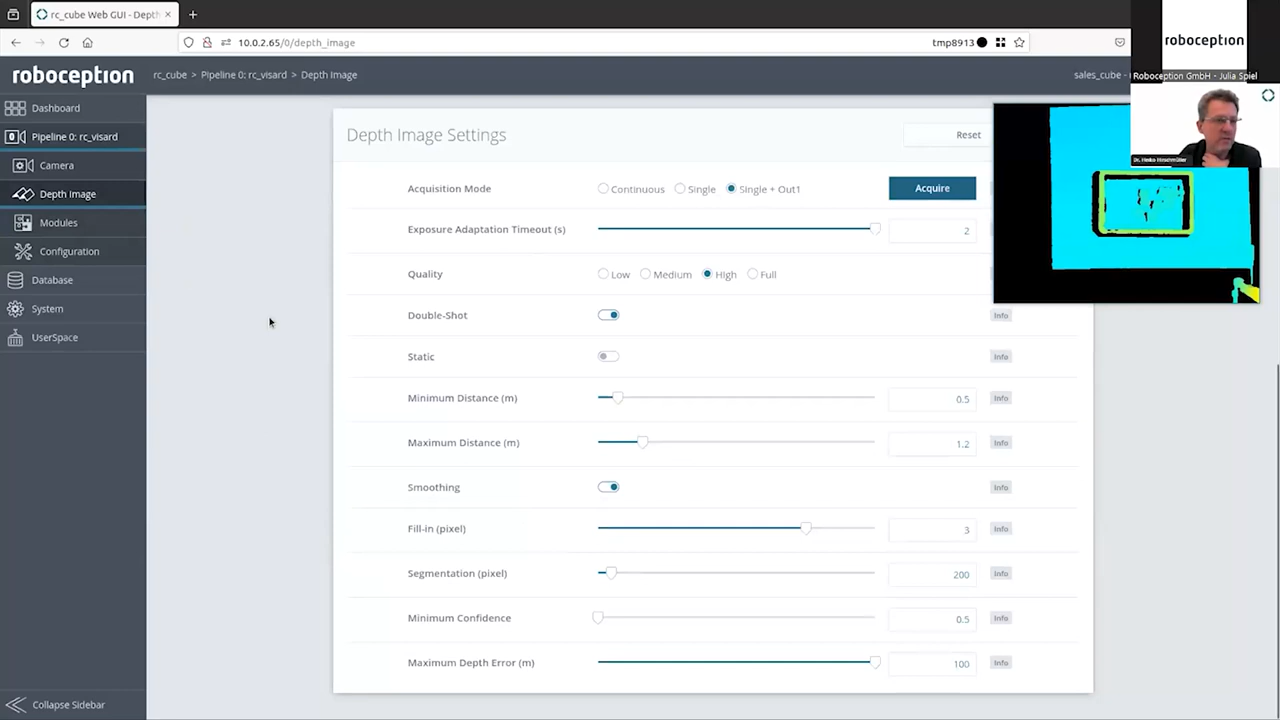 rc_cube Web GUI - Depth
10.0.2.65/0/depth_image
tmp8913
roboception
Roboception GmbH - Julia Spiel
roboception
rc_cube > Pipeline 0: rc_visard > Depth Image
sales_cube -
Dashboard
Pipeline 0: rc_visard
Camera
Depth Image
Modules
Configuration
Database
System
UserSpace
Collapse Sidebar
Dr. Heiko Hirschmüller
Depth Image Settings
Reset
Acquisition Mode
Continuous
Single
Single + Out1
Acquire
Exposure Adaptation Timeout (s)
2
Quality
Low
Medium
High
Full
Double-Shot
Info
Static
Info
Minimum Distance (m)
0.5
Info
Maximum Distance (m)
1.2
Info
Smoothing
Info
Fill-in (pixel)
3
Info
Segmentation (pixel)
200
Info
Minimum Confidence
0.5
Info
Maximum Depth Error (m)
100
Info